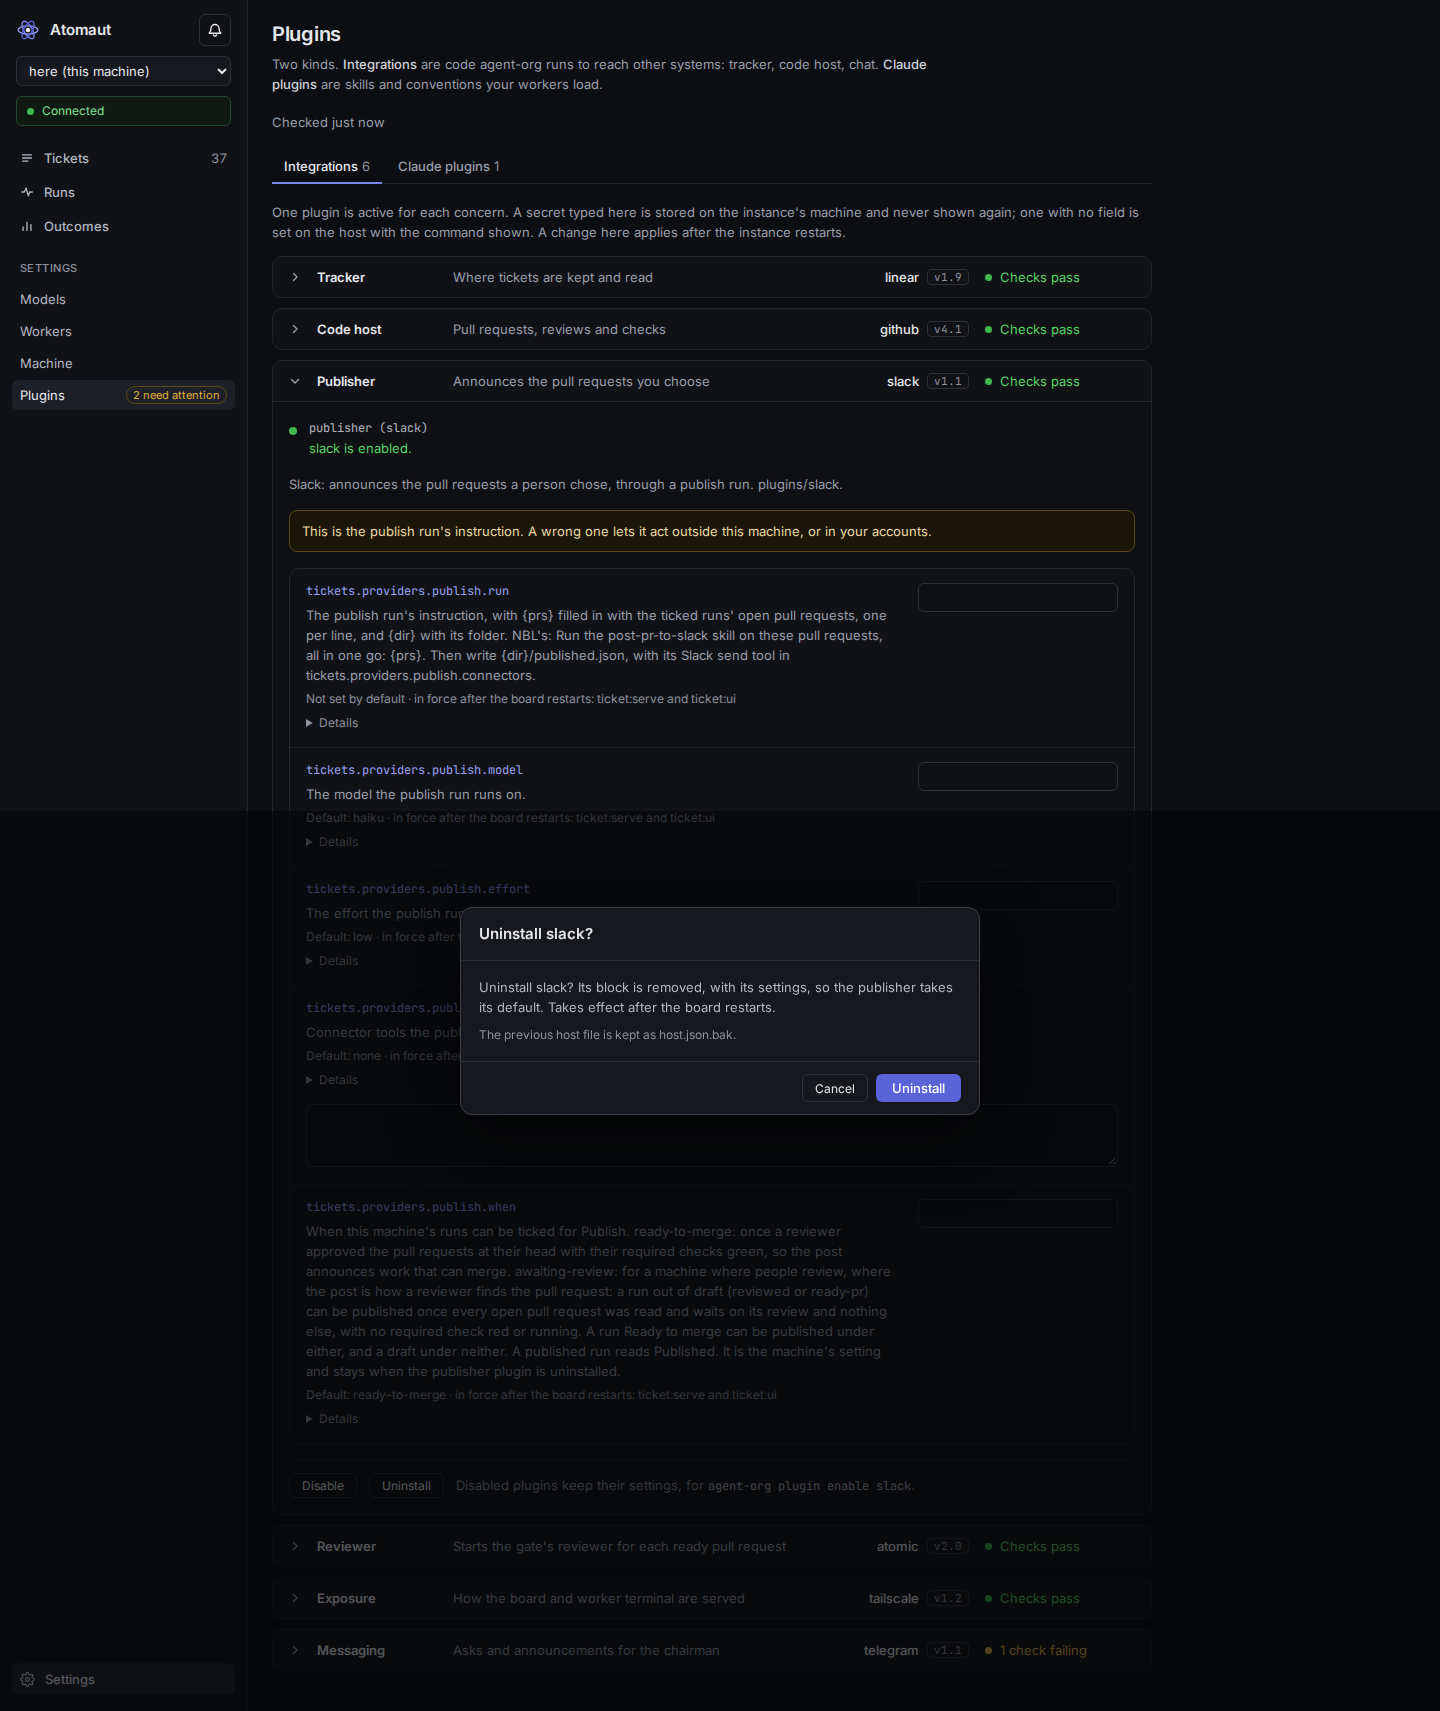 Atomaut
here (this machine)
Connected
Tickets 37
Runs
Outcomes
SETTINGS
Models
Workers
Machine
Plugins 2 need attention
Settings
Plugins
Two kinds. Integrations are code agent-org runs to reach other systems: tracker, code host, chat. Claude
plugins are skills and conventions your workers load.
Checked just now
Integrations 6 Claude plugins 1
One plugin is active for each concern. A secret typed here is stored on the instance's machine and never shown again; one with no field is
set on the host with the command shown. A change here applies after the instance restarts.
Tracker Where tickets are kept and read linear v1.9 Checks pass
Code host Pull requests, reviews and checks github v4.1 Checks pass
Publisher Announces the pull requests you choose slack v1.1 Checks pass
publisher (slack)
slack is enabled.
Slack: announces the pull requests a person chose, through a publish run. plugins/slack.
This is the publish run's instruction. A wrong one lets it act outside this machine, or in your accounts.
tickets.providers.publish.run
The publish run's instruction, with {prs} filled in with the ticked runs' open pull requests, one
per line, and {dir} with its folder. NBL's: Run the post-pr-to-slack skill on these pull requests,
all in one go: {prs}. Then write {dir}/published.json, with its Slack send tool in
tickets.providers.publish.connectors.
Not set by default · in force after the board restarts: ticket:serve and ticket:ui
Details
tickets.providers.publish.model
The model the publish run runs on.
Default: haiku · in force after the board restarts: ticket:serve and ticket:ui
Details
tickets.providers.publish.effort
The effort the publish
Default: low · in force after
Details
tickets.providers.
Connector tools the
Default: none · in force
Details
Uninstall slack?
Uninstall slack? Its block is removed, with its settings, so the publisher takes
its default. Takes effect after the board restarts.
The previous host file is kept as host.json.bak.
Cancel Uninstall
tickets.providers.publish.when
When this machine's runs can be ticked for Publish. ready-to-merge: once a reviewer
approved the pull requests at their head with their required checks green, so the post
announces work that can merge. awaiting-review: for a machine where people review, where
the post is how a reviewer finds the pull request: a run out of draft (reviewed or ready-pr)
can be published once every open pull request was read and waits on its review and nothing
else, with no required check red or running. A run Ready to merge can be published under
either, and a draft under neither. A published run reads Published. It is the machine's setting
and stays when the publisher plugin is uninstalled.
Default: ready-to-merge · in force after the board restarts: ticket:serve and ticket:ui
Details
Disable Uninstall Disabled plugins keep their settings, for agent-org plugin enable slack.
Reviewer Starts the gate's reviewer for each ready pull request atomic v2.0 Checks pass
Exposure How the board and worker terminal are served tailscale v1.2 Checks pass
Messaging Asks and announcements for the chairman telegram v1.1 1 check failing